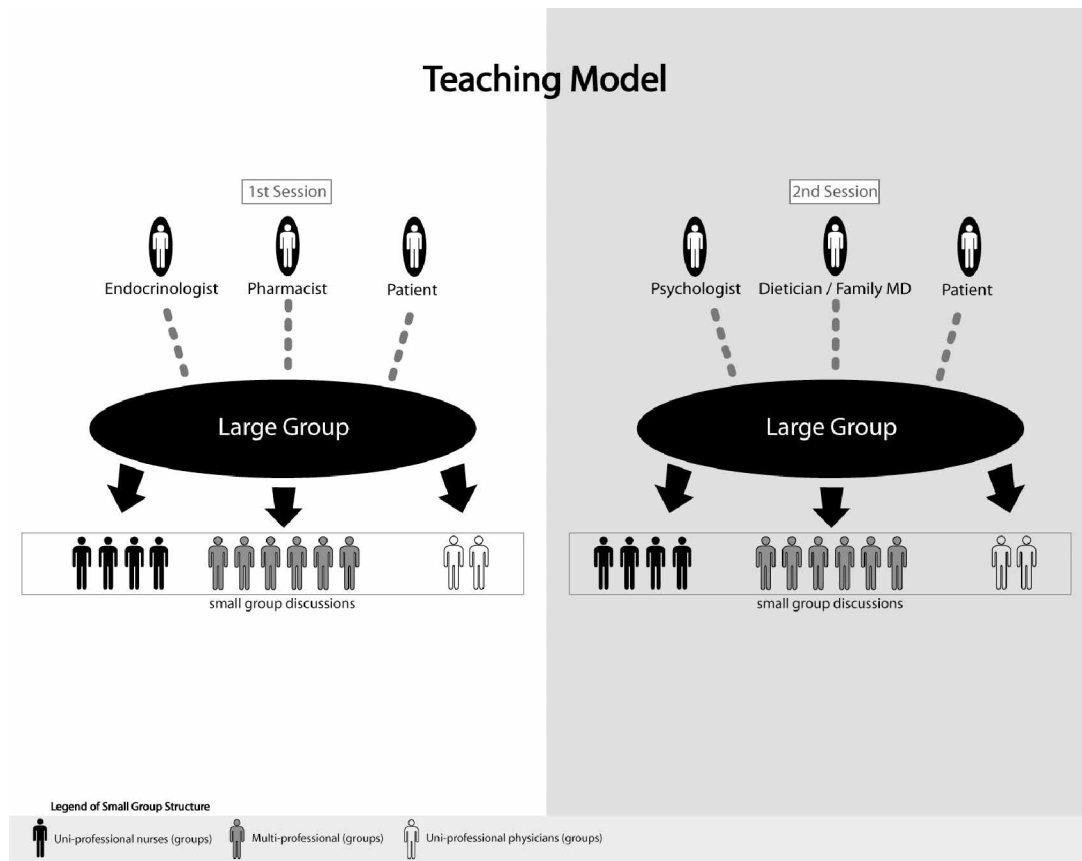 Teaching Model
1st Session
Endocrinologist Pharmacist Patient
Large Group
small group discussions
2nd Session
Psychologist Dietician / Family MD Patient
Large Group
small group discussions
Legend of Small Group Structure
Uni-professional nurses (groups) Multi-professional (groups) Uni-professional physicians (groups)